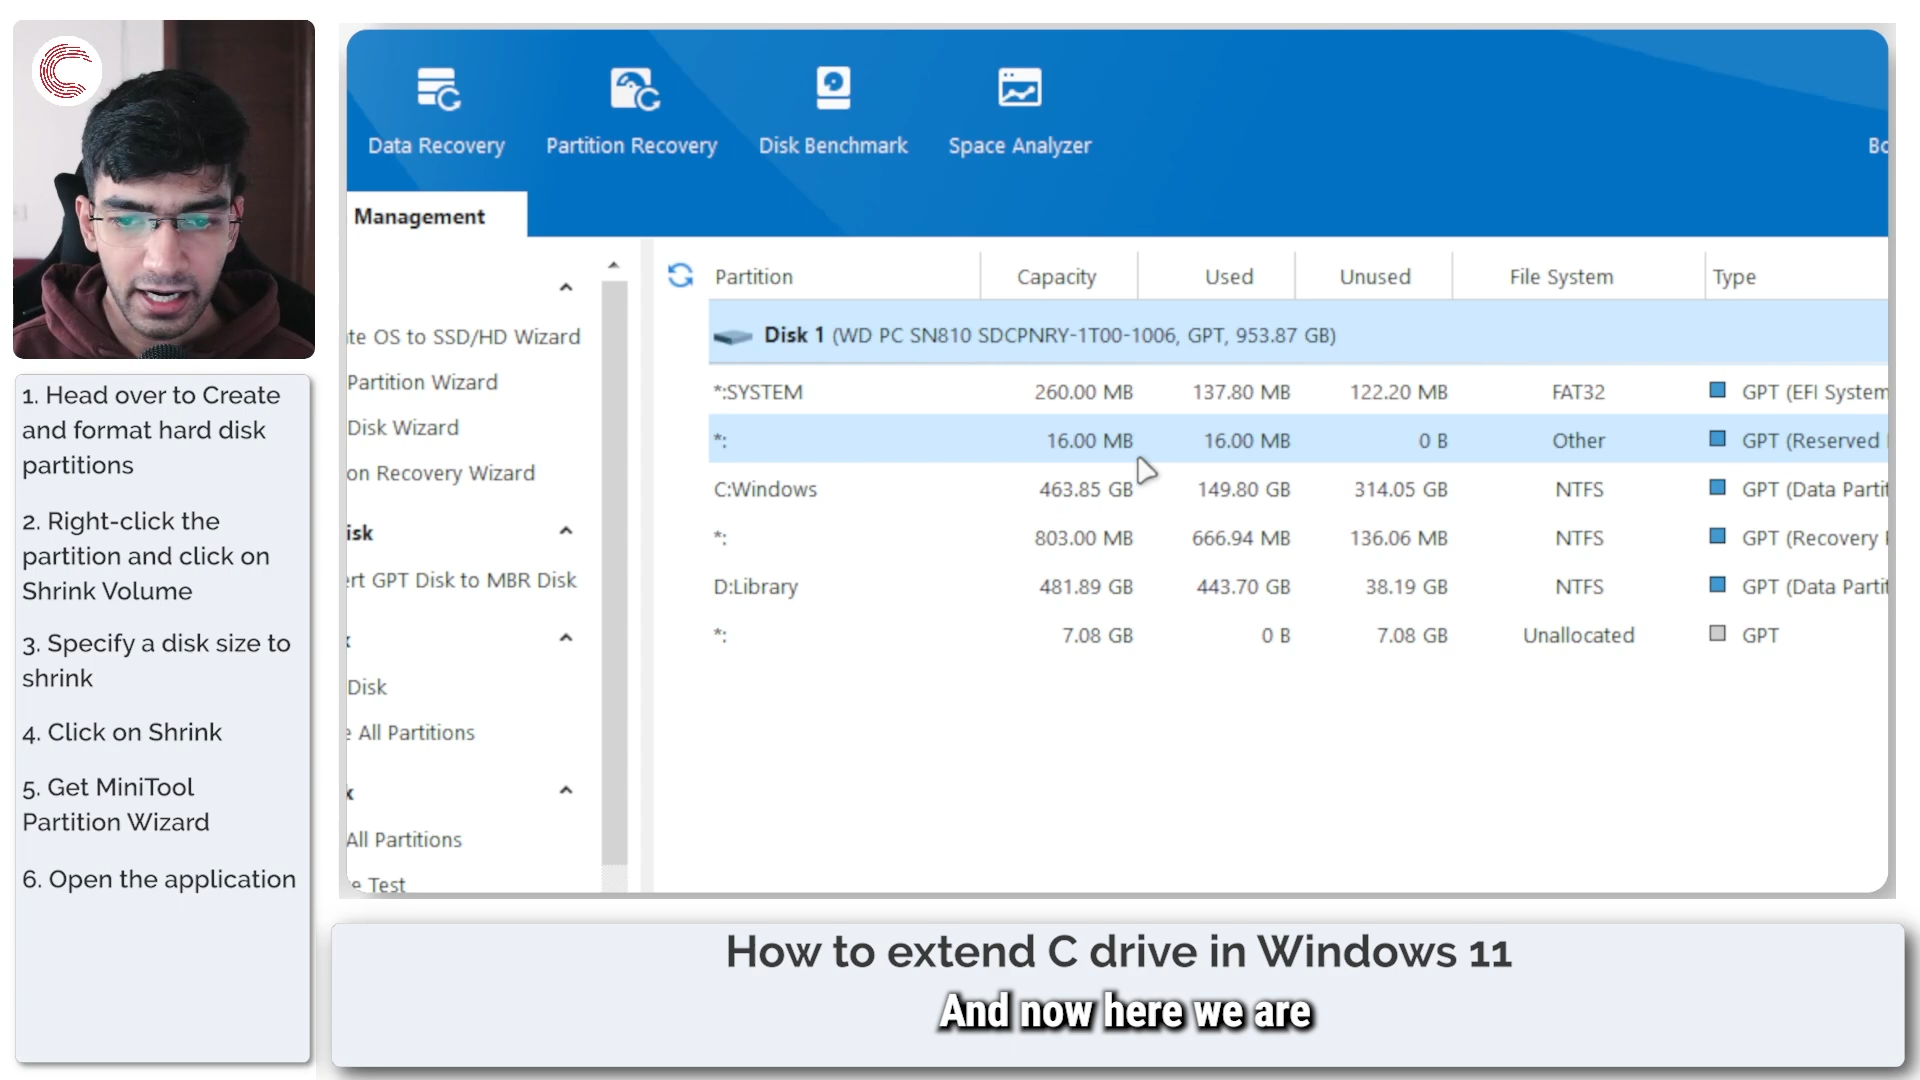 Data Recovery
Partition Recovery
Disk Benchmark
Space Analyzer
Bo
Management
te OS to SSD/HD Wizard
Partition Wizard
Disk Wizard
on Recovery Wizard
isk
rt GPT Disk to MBR Disk
Disk
All Partitions
All Partitions
e Test
Partition Capacity Used Unused File System Type
Disk 1 (WD PC SN810 SDCPNRY-1T00-1006, GPT, 953.87 GB)
*:SYSTEM 260.00 MB 137.80 MB 122.20 MB FAT32 GPT (EFI System
*: 16.00 MB 16.00 MB 0 B Other GPT (Reserved
C:Windows 463.85 GB 149.80 GB 314.05 GB NTFS GPT (Data Partit
*: 803.00 MB 666.94 MB 136.06 MB NTFS GPT (Recovery
D:Library 481.89 GB 443.70 GB 38.19 GB NTFS GPT (Data Partit
*: 7.08 GB 0 B 7.08 GB Unallocated GPT
1. Head over to Create
and format hard disk
partitions
2. Right-click the
partition and click on
Shrink Volume
3. Specify a disk size to
shrink
4. Click on Shrink
5. Get MiniTool
Partition Wizard
6. Open the application
How to extend C drive in Windows 11
And now here we are